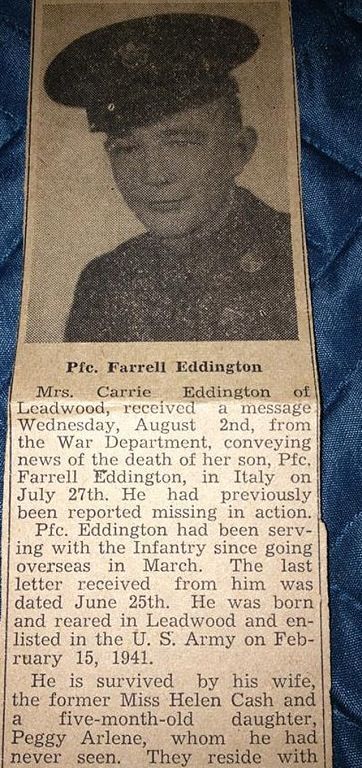 Pfc. Farrell Eddington
Mrs. Carrie Eddington of
Leadwood, received a message
Wednesday, August 2nd, from
the War Department, conveying
news of the death of her son, Pfc.
Farrell Eddington, in Italy on
July 27th. He had previously
been reported missing in action.
Pfc. Eddington had been serv-
ing with the Infantry since going
overseas in March. The last
letter received from him was
dated June 25th. He was born
and reared in Leadwood and en-
listed in the U. S. Army on Feb-
ruary 15, 1941.
He is survived by his wife,
the former Miss Helen Cash and
a five-month-old daughter,
Peggy Arlene, whom he had
never seen. They reside with